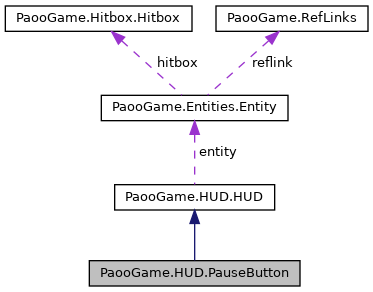 PaooGame.Hitbox.Hitbox
PaooGame.RefLinks
hitbox
reflink
PaooGame.Entities.Entity
entity
PaooGame.HUD.HUD
PaooGame.HUD.PauseButton